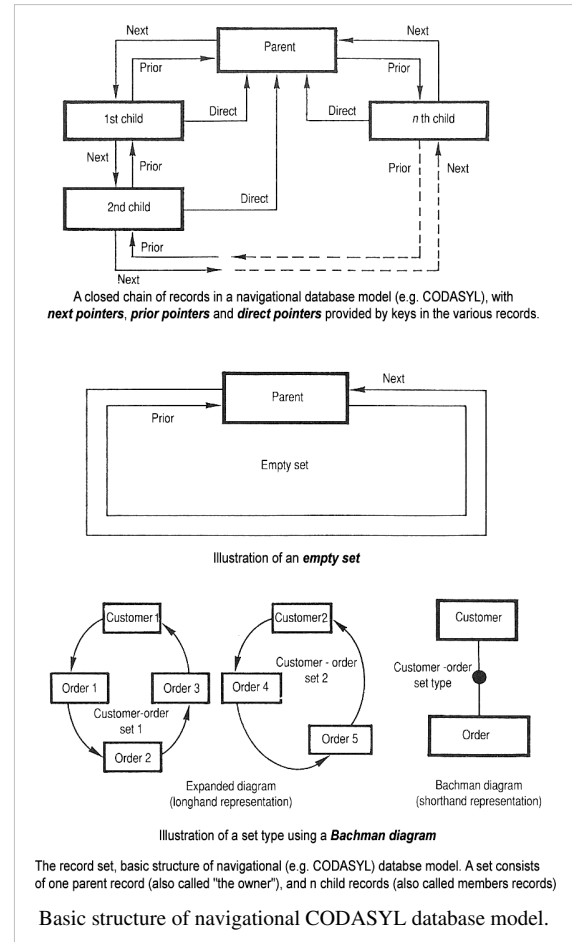 Next
Next
Parent
Prior
Prior
Direct
Direct
1st child
n th child
Next
Prior
Prior
Next
Direct
2nd child
Prior
Next
A closed chain of records in a navigational database model (e.g. CODASYL), with
next pointers, prior pointers and direct pointers provided by keys in the various records.
Next
Parent
Prior
Empty set
Illustration of an empty set
Customer 1
Customer2
Customer
Order 1
Order 3
Customer-order
set 1
Order 2
Customer - order
set 2
Order 4
Order 5
Customer -order
set type
Order
Expanded diagram
(longhand representation)
Bachman diagram
(shorthand representation)
Illustration of a set type using a Bachman diagram
The record set, basic structure of navigational (e.g. CODASYL) databse model. A set consists
of one parent record (also called "the owner"), and n child records (also called members records)
Basic structure of navigational CODASYL database model.